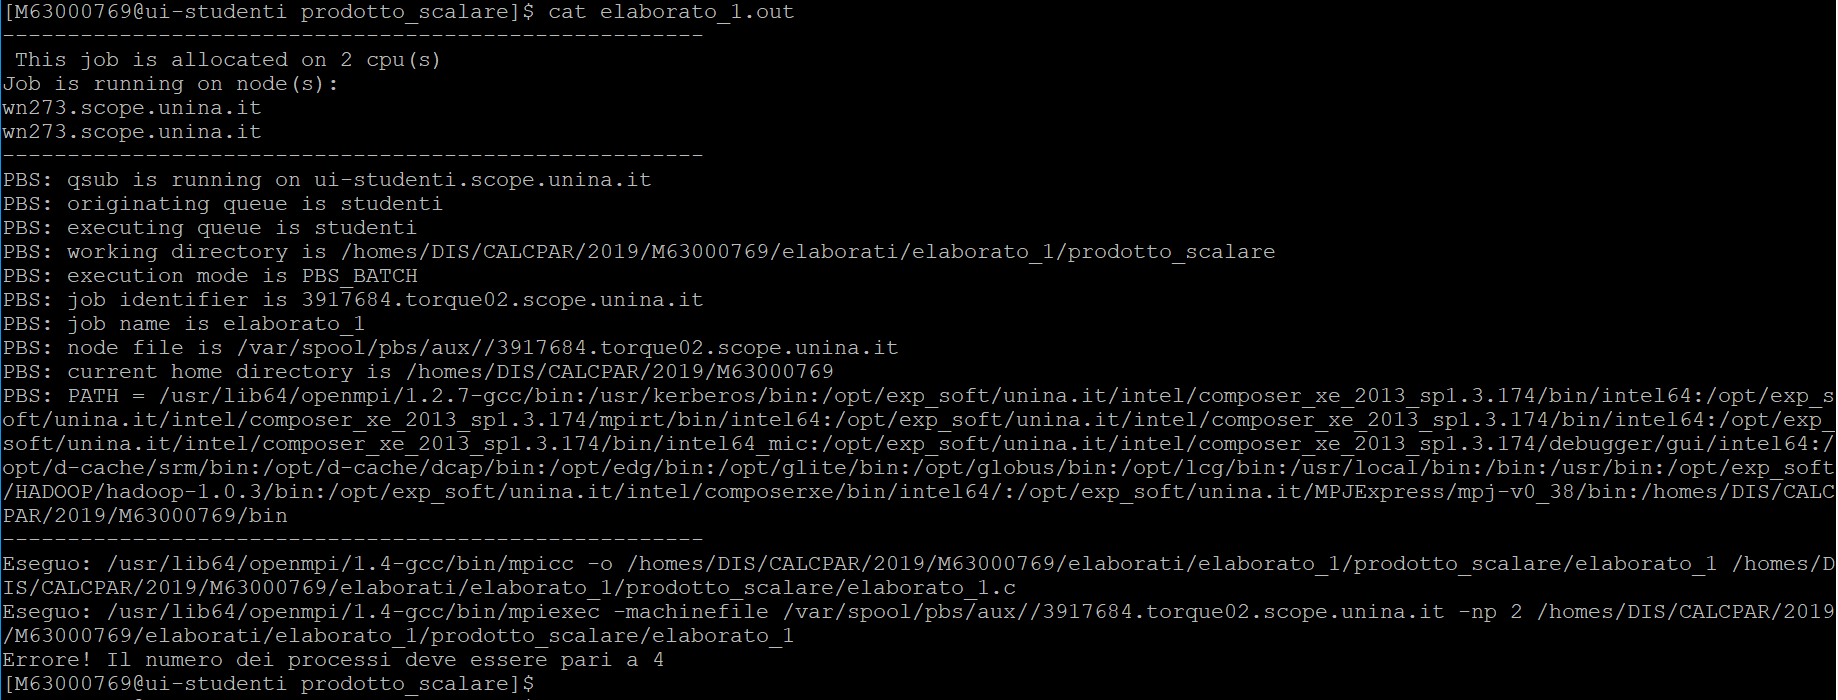 [M63000769@ui-studenti prodotto_scalare]$ cat elaborato_1.out
------------------------------------------------------
 This job is allocated on 2 cpu(s)
Job is running on node(s):
wn273.scope.unina.it
wn273.scope.unina.it
------------------------------------------------------
PBS: qsub is running on ui-studenti.scope.unina.it
PBS: originating queue is studenti
PBS: executing queue is studenti
PBS: working directory is /homes/DIS/CALCPAR/2019/M63000769/elaborati/elaborato_1/prodotto_scalare
PBS: execution mode is PBS_BATCH
PBS: job identifier is 3917684.torque02.scope.unina.it
PBS: job name is elaborato_1
PBS: node file is /var/spool/pbs/aux//3917684.torque02.scope.unina.it
PBS: current home directory is /homes/DIS/CALCPAR/2019/M63000769
PBS: PATH = /usr/lib64/openmpi/1.2.7-gcc/bin:/usr/kerberos/bin:/opt/exp_soft/unina.it/intel/composer_xe_2013_sp1.3.174/bin/intel64:/opt/exp_s
oft/unina.it/intel/composer_xe_2013_sp1.3.174/mpirt/bin/intel64:/opt/exp_soft/unina.it/intel/composer_xe_2013_sp1.3.174/bin/intel64:/opt/exp_
soft/unina.it/intel/composer_xe_2013_sp1.3.174/bin/intel64_mic:/opt/exp_soft/unina.it/intel/composer_xe_2013_sp1.3.174/debugger/gui/intel64:/
opt/d-cache/srm/bin:/opt/d-cache/dcap/bin:/opt/edg/bin:/opt/glite/bin:/opt/globus/bin:/opt/lcg/bin:/usr/local/bin:/bin:/usr/bin:/opt/exp_soft
/HADOOP/hadoop-1.0.3/bin:/opt/exp_soft/unina.it/intel/composerxe/bin/intel64/:/opt/exp_soft/unina.it/MPJExpress/mpj-v0_38/bin:/homes/DIS/CALC
PAR/2019/M63000769/bin
------------------------------------------------------
Eseguo: /usr/lib64/openmpi/1.4-gcc/bin/mpicc -o /homes/DIS/CALCPAR/2019/M63000769/elaborati/elaborato_1/prodotto_scalare/elaborato_1 /homes/D
IS/CALCPAR/2019/M63000769/elaborati/elaborato_1/prodotto_scalare/elaborato_1.c
Eseguo: /usr/lib64/openmpi/1.4-gcc/bin/mpiexec -machinefile /var/spool/pbs/aux//3917684.torque02.scope.unina.it -np 2 /homes/DIS/CALCPAR/2019
/M63000769/elaborati/elaborato_1/prodotto_scalare/elaborato_1
Errore! Il numero dei processi deve essere pari a 4
[M63000769@ui-studenti prodotto_scalare]$